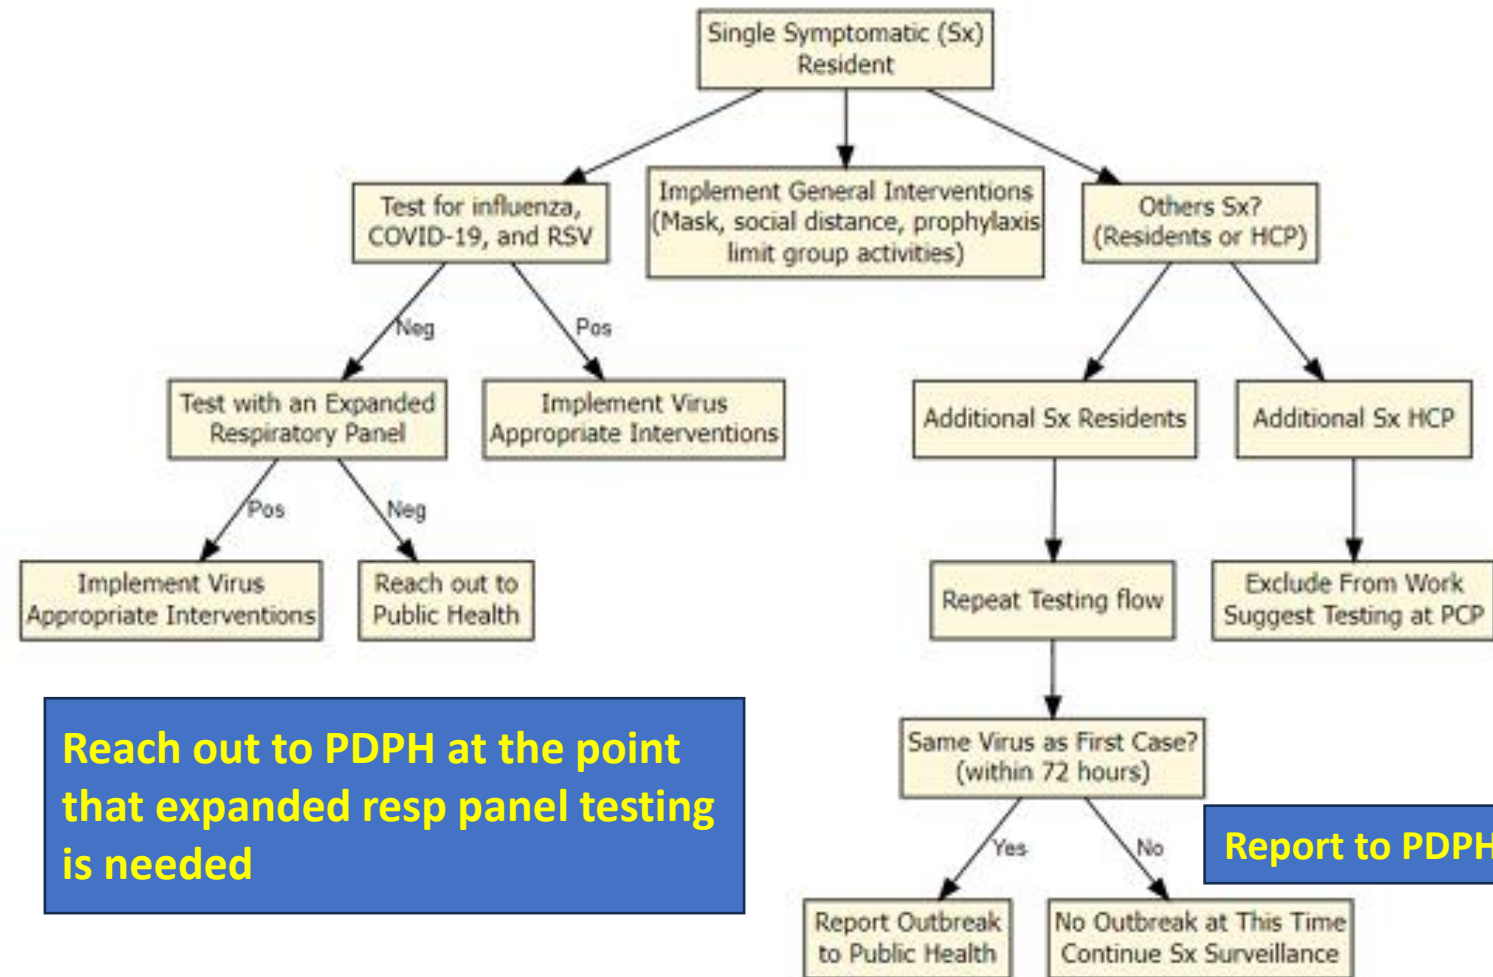 Single Symptomatic (Sx)
Resident
Test for influenza,
COVID-19, and RSV
Implement General Interventions
(Mask, social distance, prophylaxis
limit group activities)
Others Sx?
(Residents or HCP)
Neg
Pos
Test with an Expanded
Respiratory Panel
Implement Virus
Appropriate Interventions
Additional Sx Residents
Additional Sx HCP
Pos
Neg
Implement Virus
Appropriate Interventions
Reach out to
Public Health
Repeat Testing flow
Exclude From Work
Suggest Testing at PCP
Reach out to PDPH at the point
that expanded resp panel testing
is needed
Same Virus as First Case?
(within 72 hours)
Yes
No
Report to PDPH
Report Outbreak
to Public Health
No Outbreak at This Time
Continue Sx Surveillance